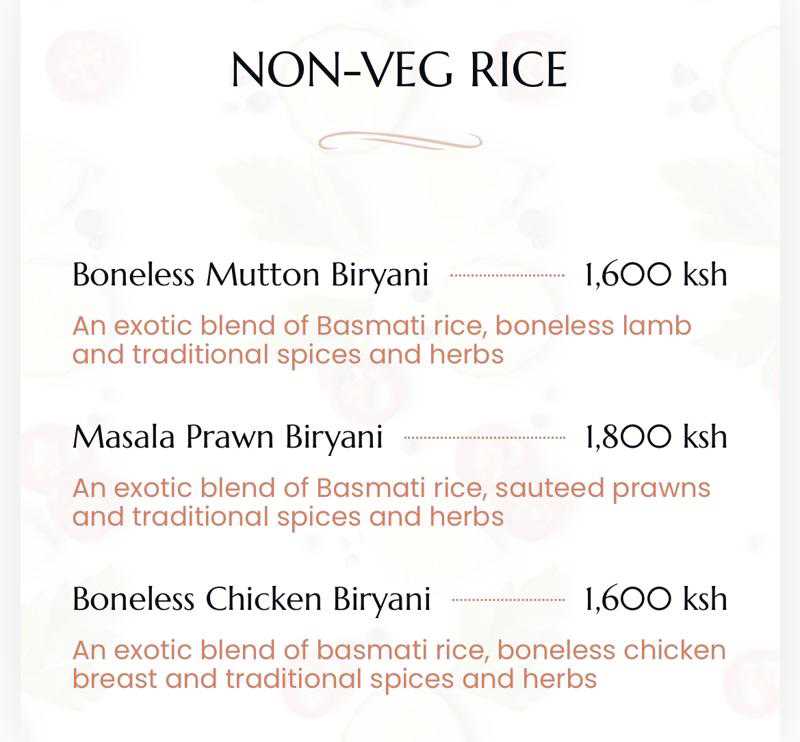 NON-VEG RICE
Boneless Mutton Biryani 1,600 ksh
An exotic blend of Basmati rice, boneless lamb
and traditional spices and herbs
Masala Prawn Biryani 1,800 ksh
An exotic blend of Basmati rice, sauteed prawns
and traditional spices and herbs
Boneless Chicken Biryani 1,600 ksh
An exotic blend of basmati rice, boneless chicken
breast and traditional spices and herbs